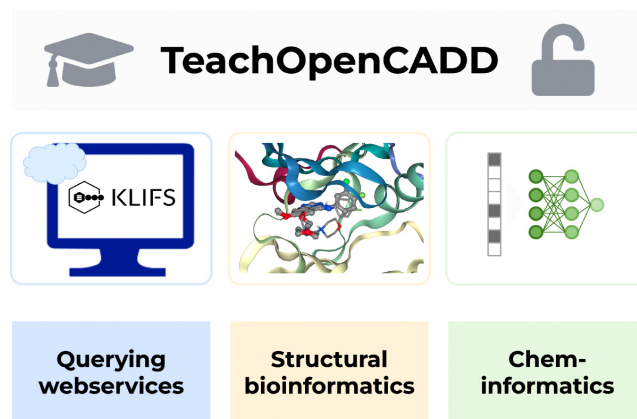 TeachOpenCADD
KLIFS
Querying
webservices
Structural
bioinformatics
Chem-
informatics